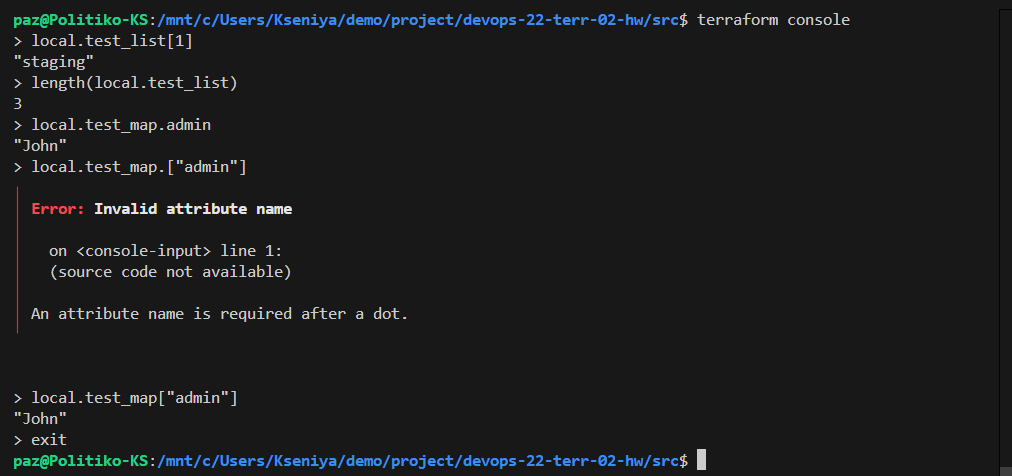 paz@Politiko-KS:/mnt/c/Users/Kseniya/demo/project/devops-22-terr-02-hw/src$ terraform console
> local.test_list[1]
"staging"
> length(local.test_list)
3
> local.test_map.admin
"John"
> local.test_map.["admin"]
Error: Invalid attribute name
on <console-input> line 1:
(source code not available)
An attribute name is required after a dot.
> local.test_map["admin"]
"John"
> exit
paz@Politiko-KS:/mnt/c/Users/Kseniya/demo/project/devops-22-terr-02-hw/src$